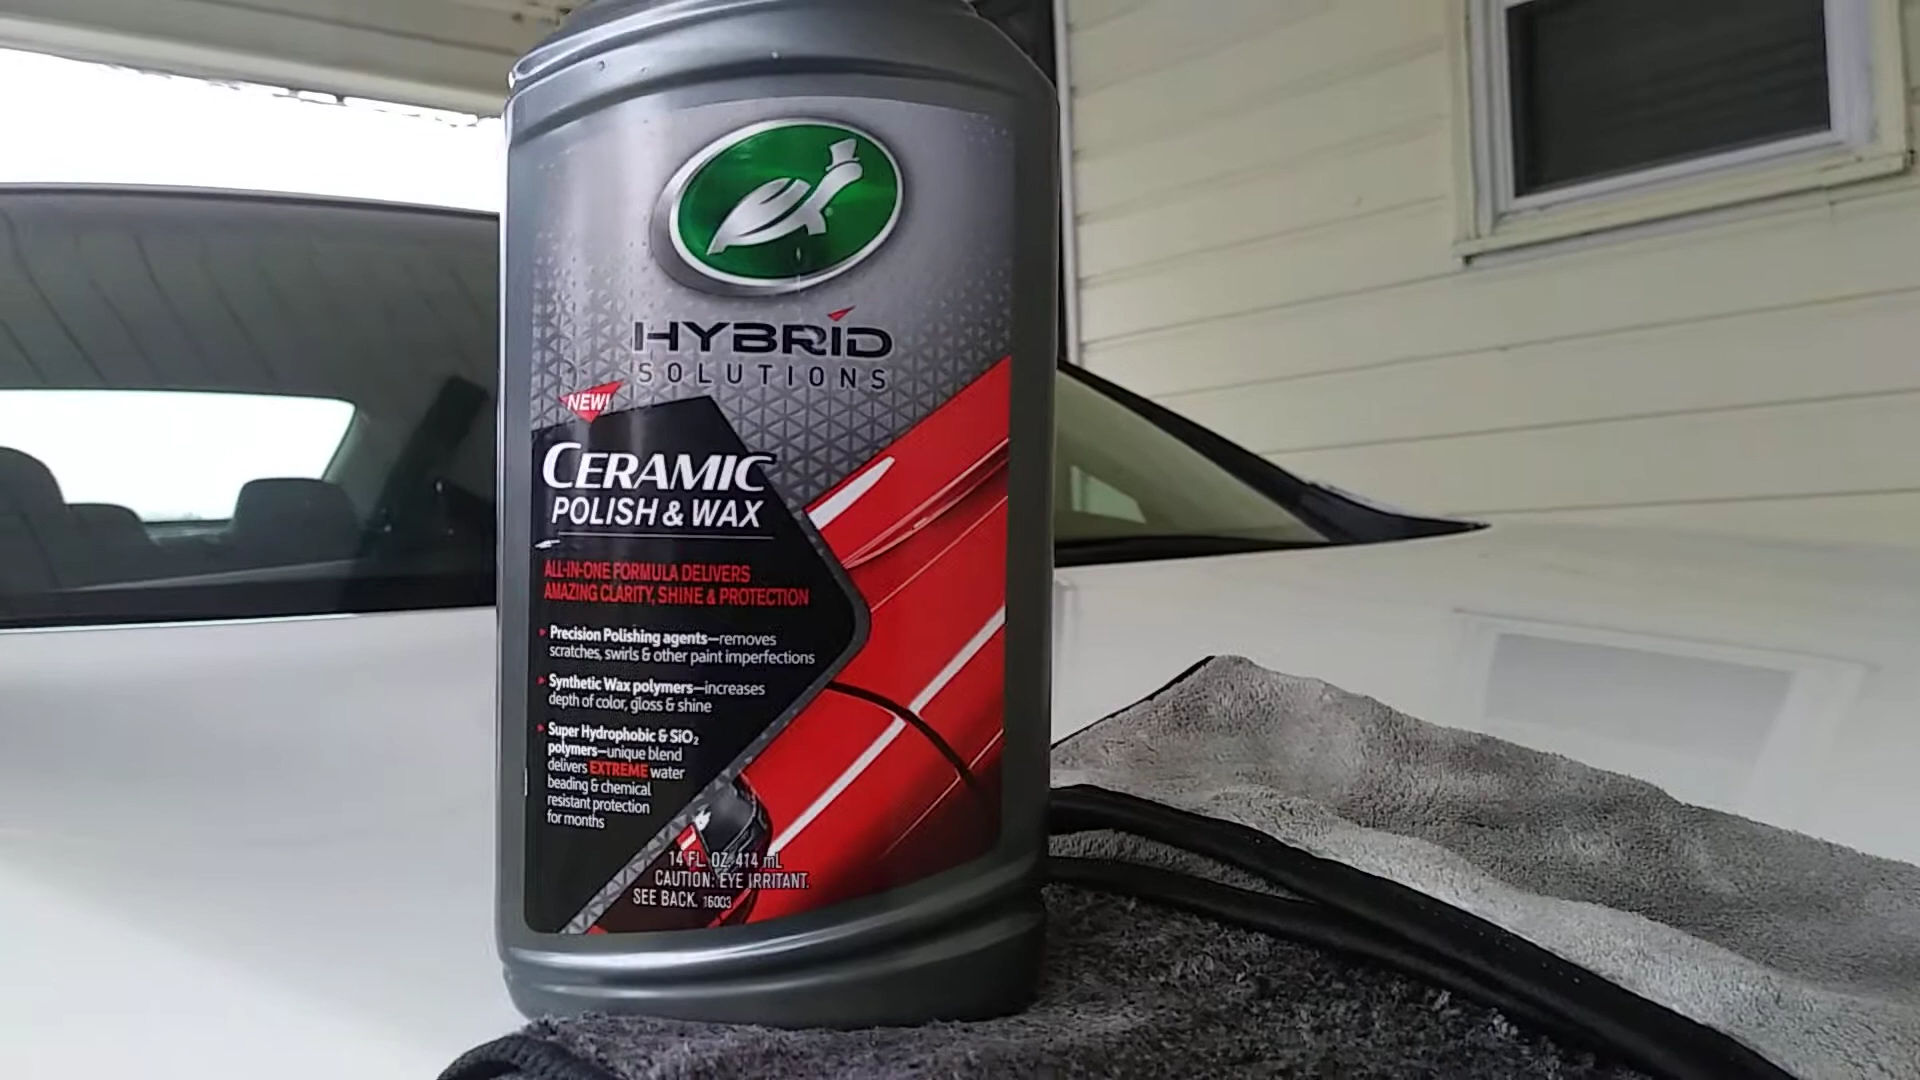 HYBRID
SOLUTIONS
NEW!
CERAMIC
POLISH & WAX
ALL-IN-ONE FORMULA DELIVERS
AMAZING CLARITY, SHINE & PROTECTION
Precision Polishing agents—removes
scratches, swirls & other paint imperfections
Synthetic Wax polymers—increases
depth of color, gloss & shine
Super Hydrophobic & SiO₂
polymers—unique blend
delivers EXTREME water
beading & chemical
resistant protection
for months
14 FL. OZ. 414 mL
CAUTION: EYE IRRITANT.
SEE BACK. 16003